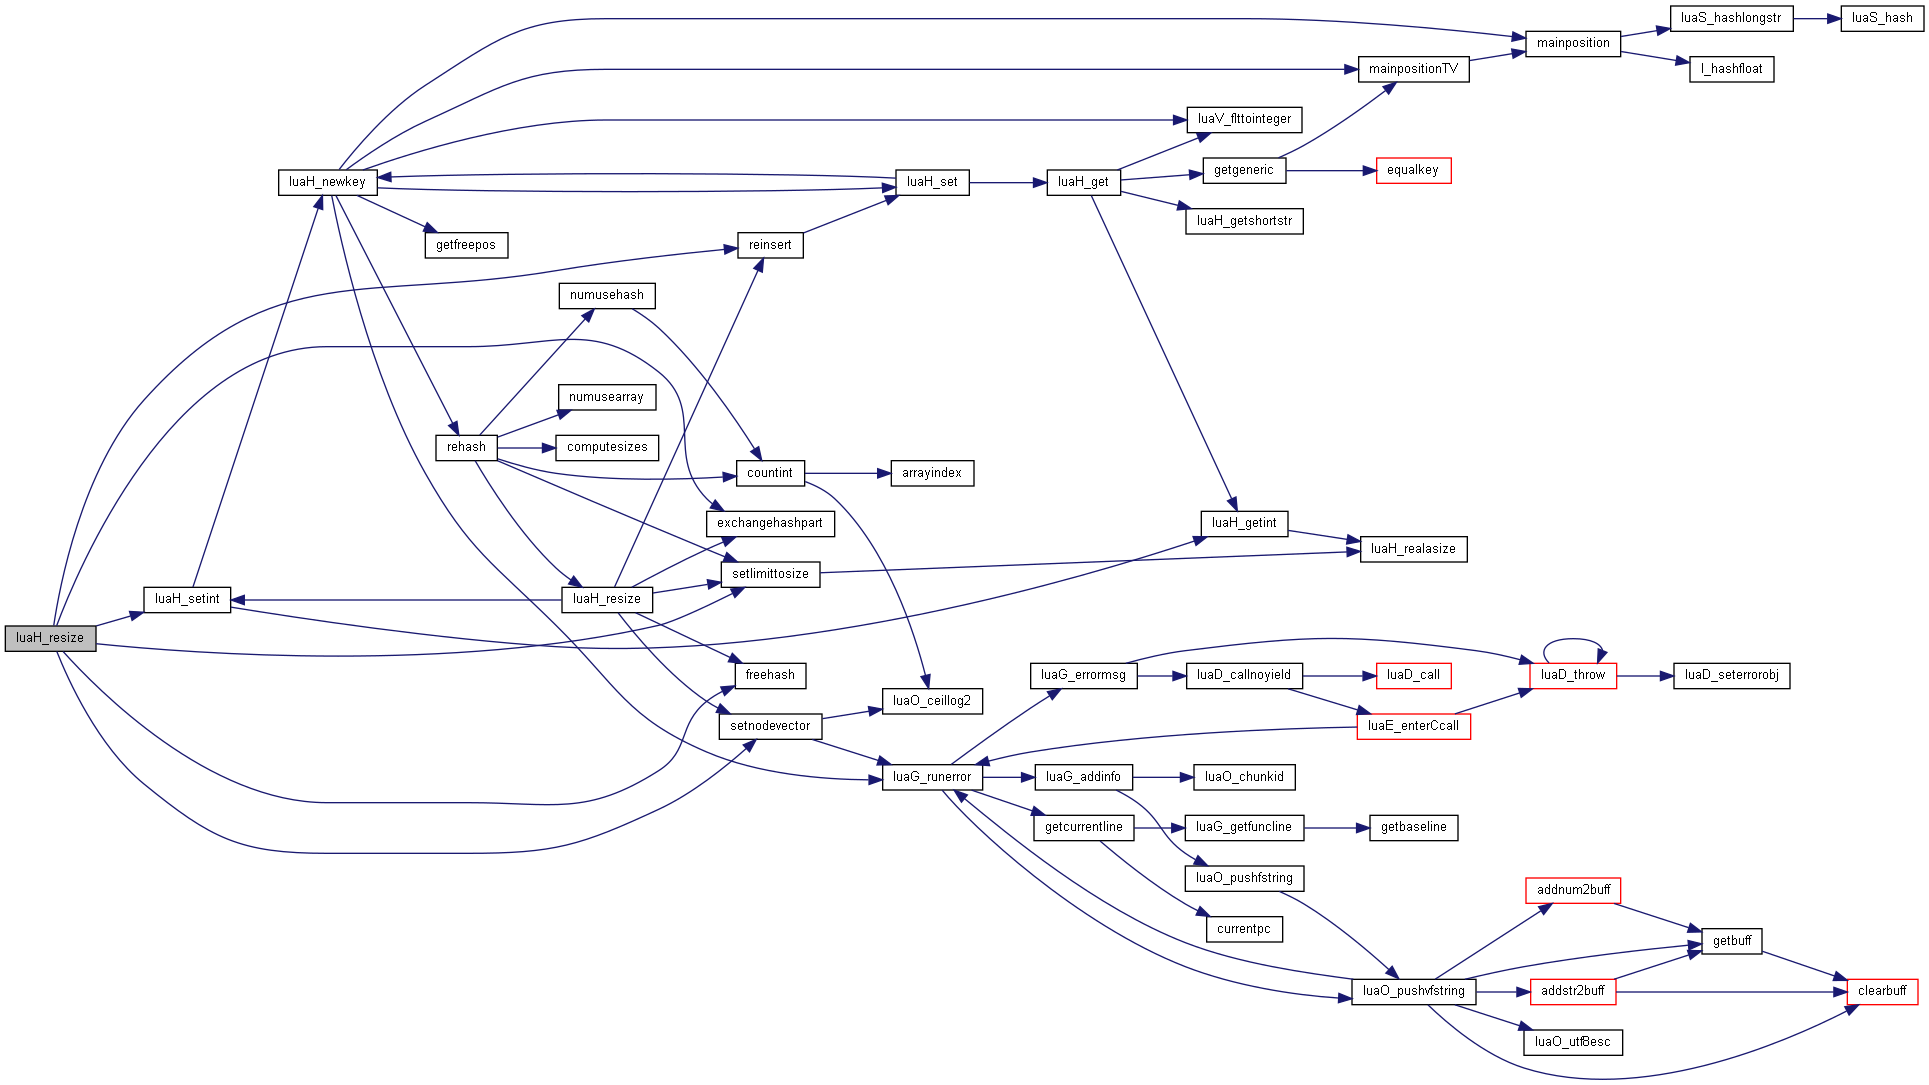 luaS_hashlongstr
luaS_hash
mainposition
mainpositionTV
l_hashfloat
luaV_flttointeger
getgeneric
equalkey
luaH_newkey
luaH_set
luaH_get
luaH_getshortstr
getfreepos
reinsert
numusehash
numusearray
rehash
computesizes
countint
arrayindex
exchangehashpart
luaH_getint
luaH_realasize
setlimittosize
luaH_setint
luaH_resize
luaH_resize
freehash
luaG_errormsg
luaD_callnoyield
luaD_call
luaD_throw
luaD_seterrorobj
luaO_ceillog2
setnodevector
luaE_enterCcall
luaG_runerror
luaG_addinfo
luaO_chunkid
getcurrentline
luaG_getfuncline
getbaseline
luaO_pushfstring
addnum2buff
currentpc
getbuff
luaO_pushvfstring
addstr2buff
clearbuff
luaO_utf8esc